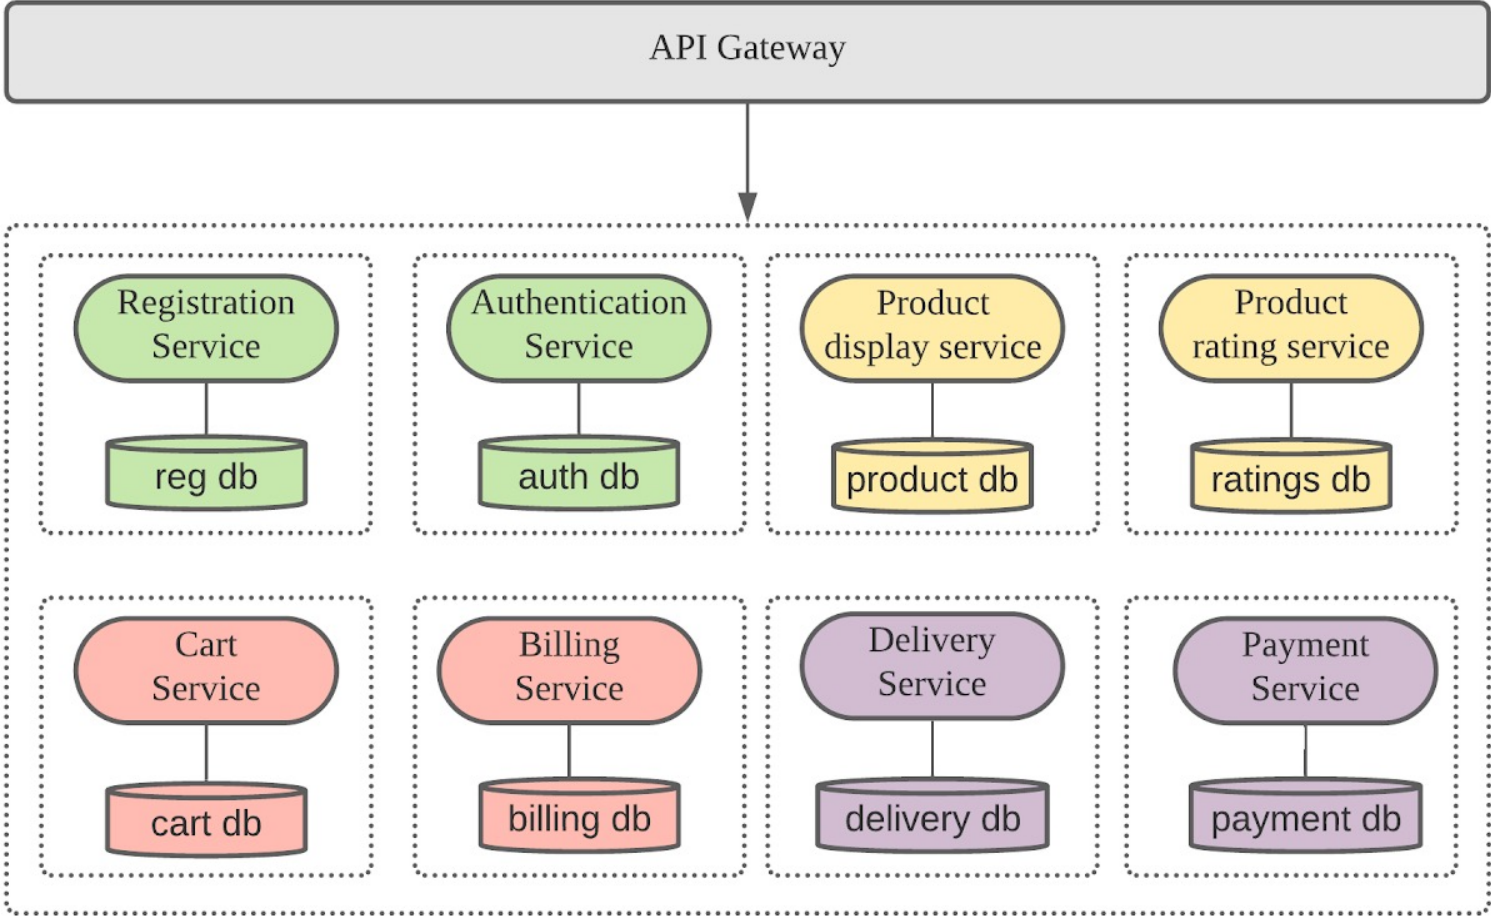 API Gateway
Registration
Service
reg db
Authentication
Service
auth db
Product
display service
product db
Product
rating service
ratings db
Cart
Service
cart db
Billing
Service
billing db
Delivery
Service
delivery db
Payment
Service
payment db